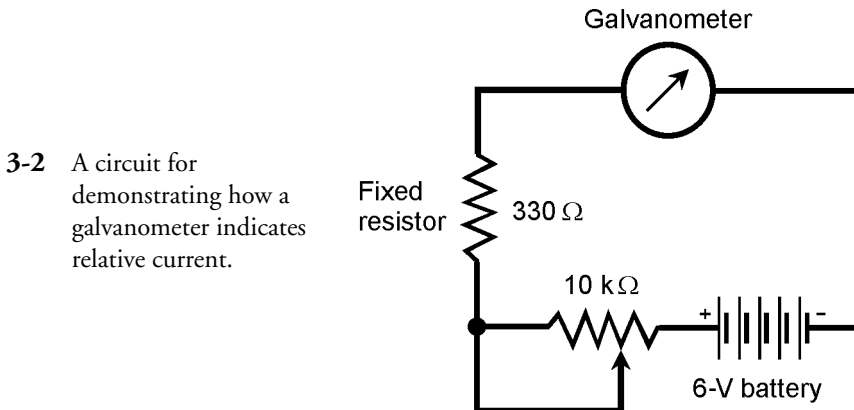 Galvanometer
3-2 A circuit for
demonstrating how a
galvanometer indicates
relative current.
Fixed
resistor
330 Ω
10 kΩ
+ -
6-V battery